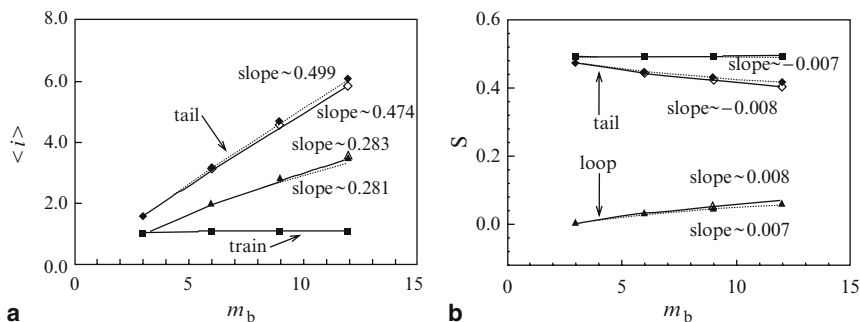 8.0
6.0
4.0
2.0
0.0
<i>
0
5
10
15
m_b
slope~0.499
tail
slope~0.474
slope~0.283
slope~0.281
train
a
0.6
0.4
0.2
0.0
S
0
5
10
15
m_b
slope~−0.007
slope~−0.008
tail
loop
slope~0.008
slope~0.007
b